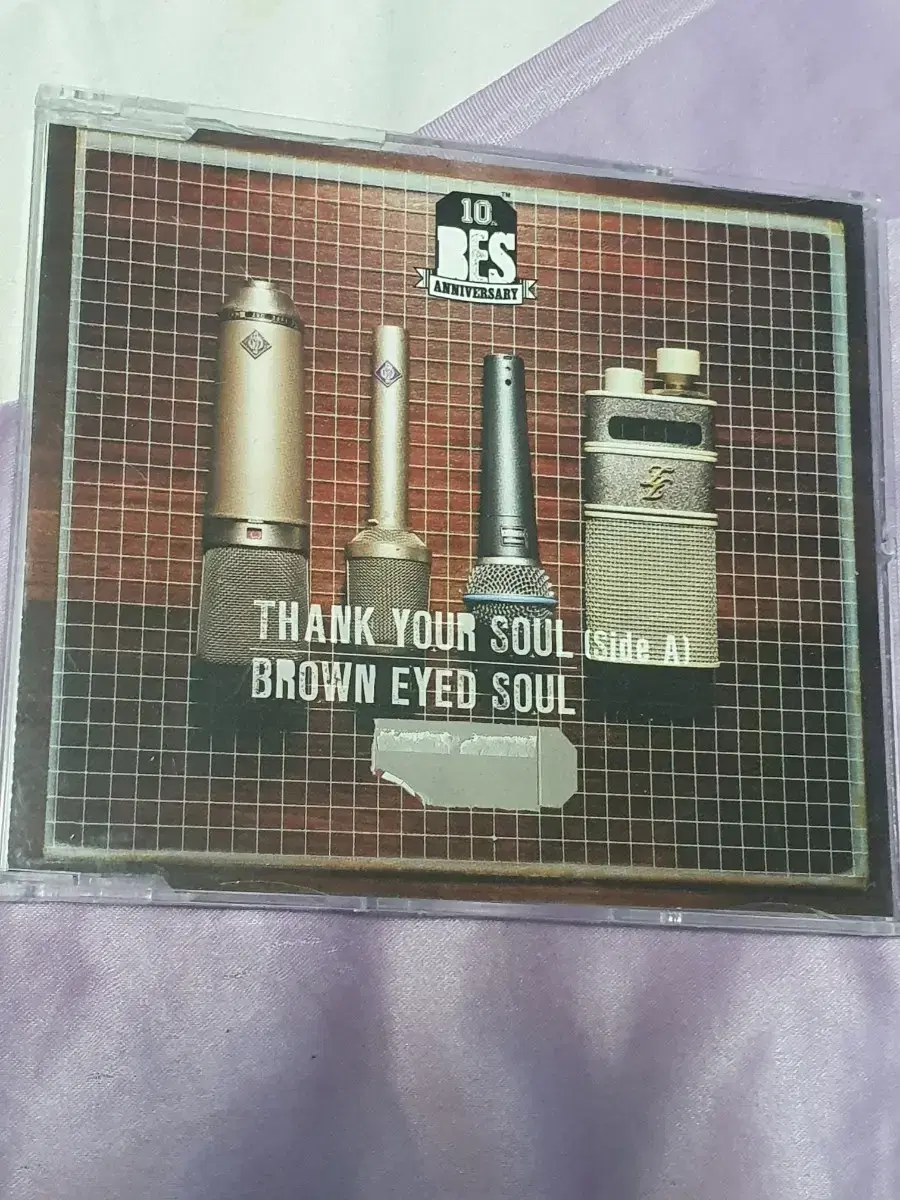 10th
BES
ANNIVERSARY
THANK YOUR SOUL (Side A)
BROWN EYED SOUL